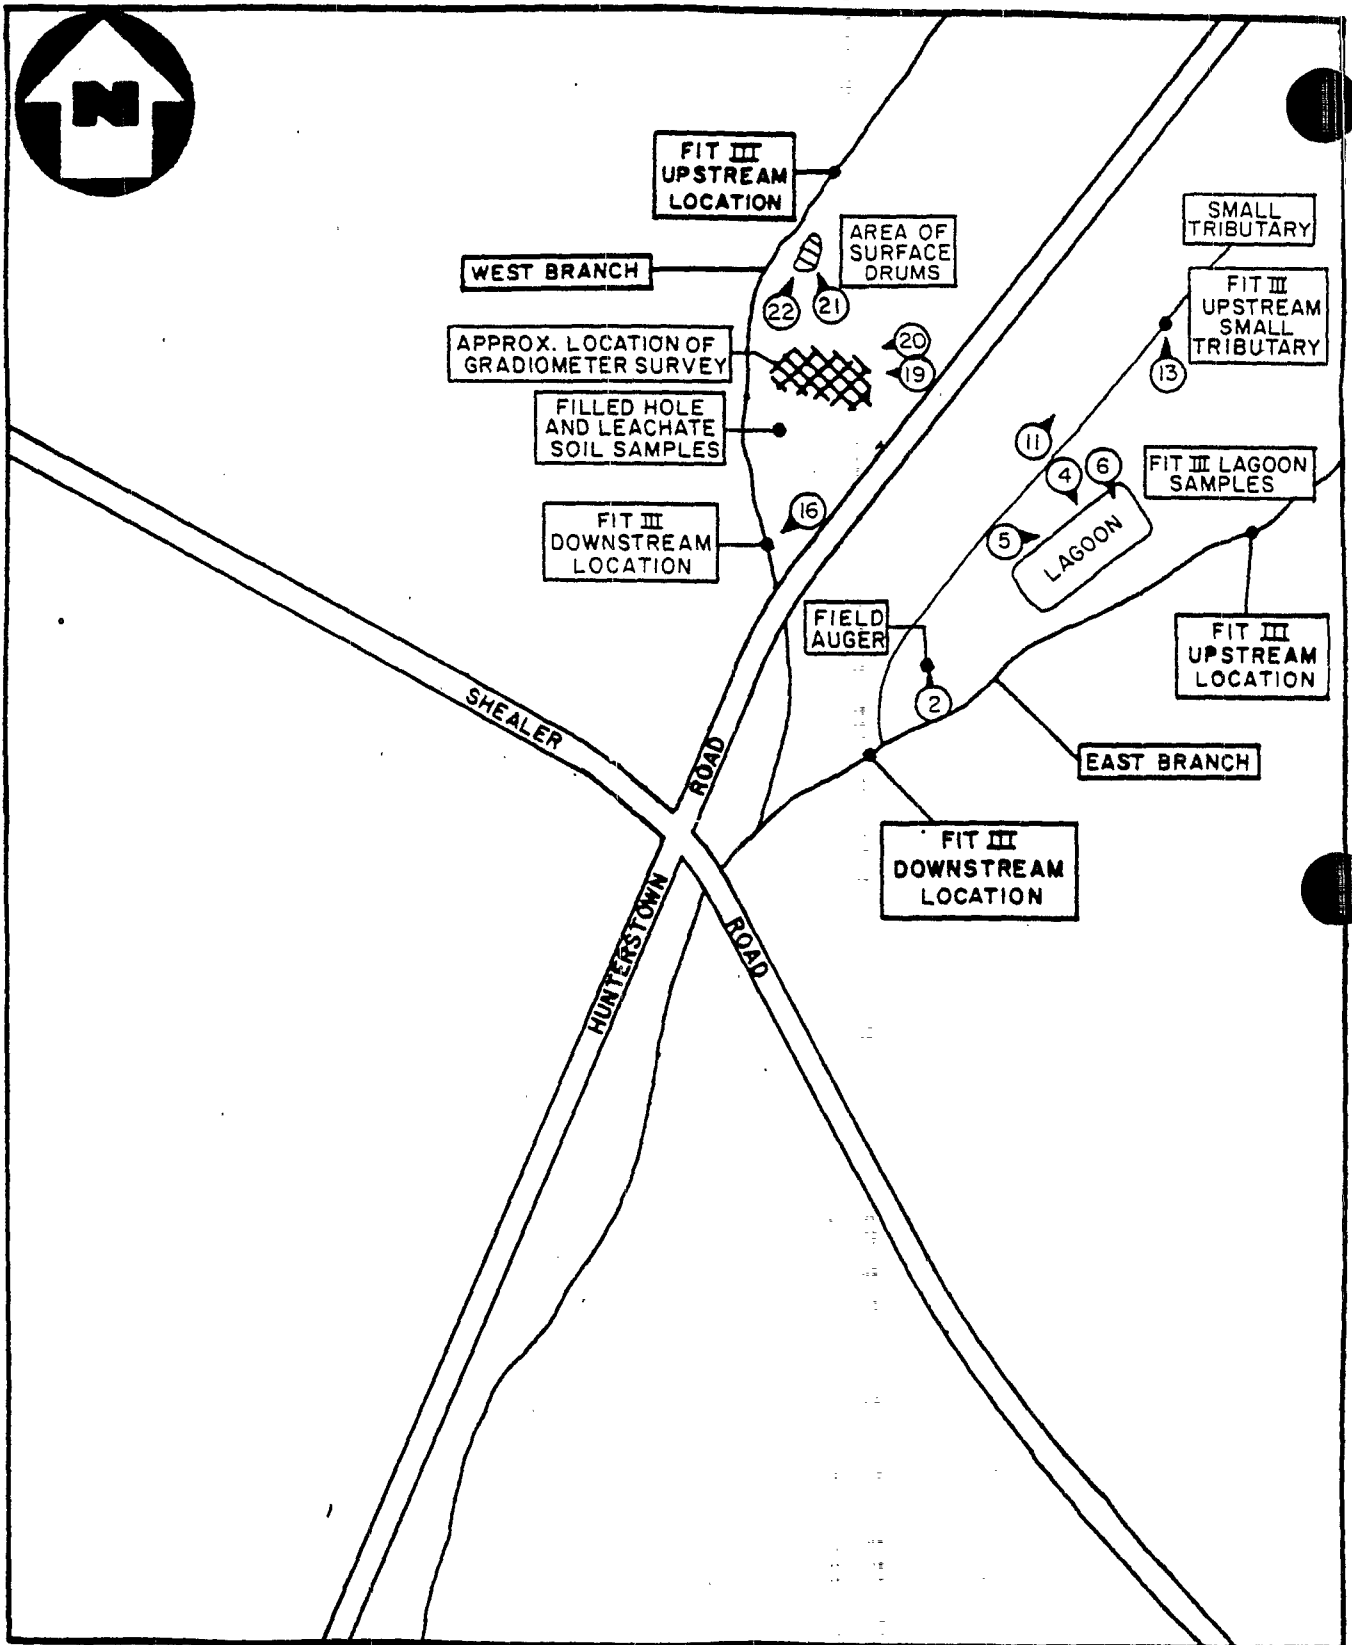 N
FIT III
UPSTREAM
LOCATION
SMALL
TRIBUTARY
AREA OF
SURFACE
DRUMS
WEST BRANCH
FIT III
UPSTREAM
SMALL
TRIBUTARY
22
21
APPROX. LOCATION OF
GRADIOMETER SURVEY
20
19
13
FILLED HOLE
AND LEACHATE
SOIL SAMPLES
11
4
6
FIT III LAGOON
SAMPLES
16
FIT III
DOWNSTREAM
LOCATION
5
LAGOON
FIELD
AUGER
FIT III
UPSTREAM
LOCATION
2
SHEALER
ROAD
EAST BRANCH
FIT III
DOWNSTREAM
LOCATION
HUNTERSTOWN
ROAD